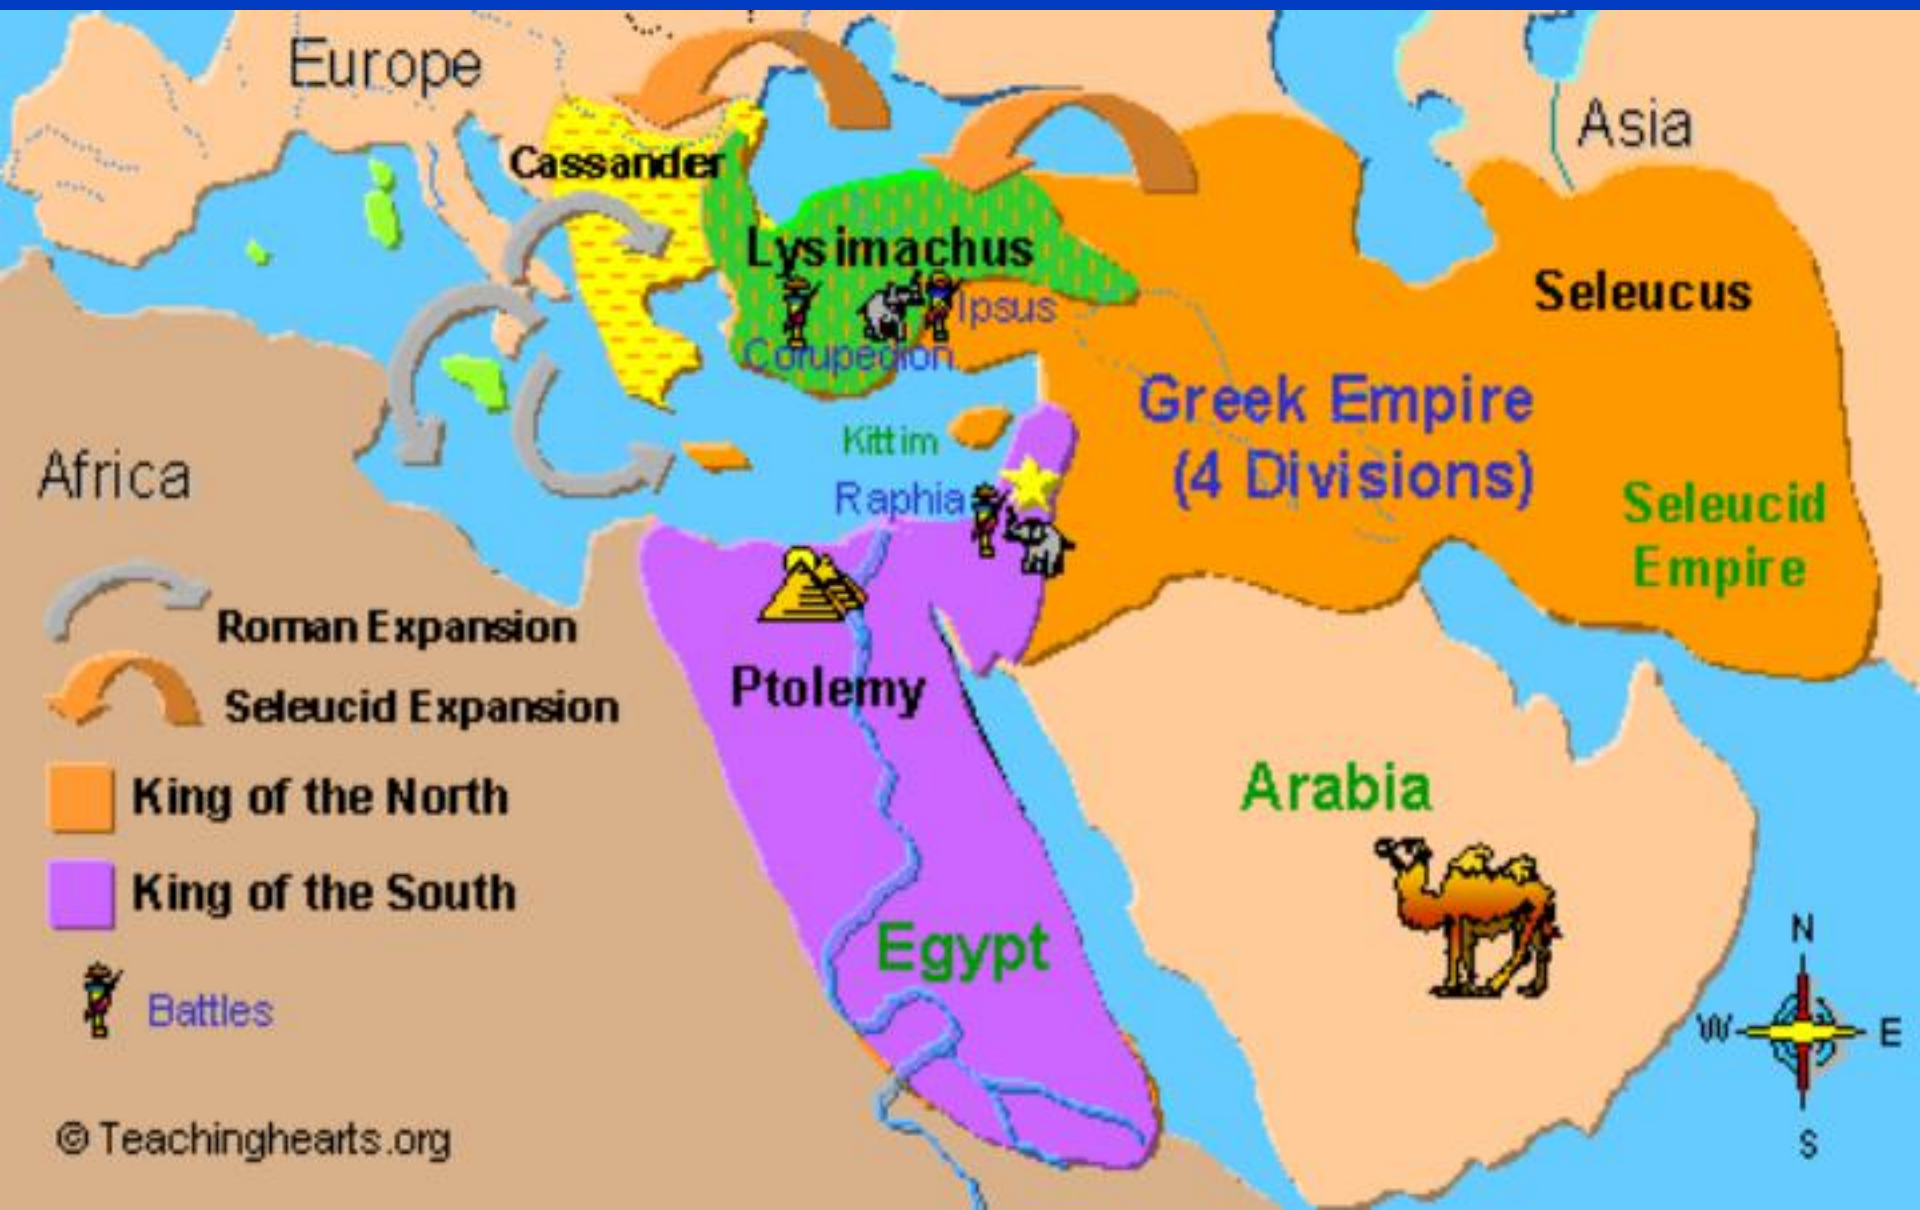 Europe
Asia
Cassander
Lysimachus
Seleucus
Ipsus
Corupedion
Greek Empire
(4 Divisions)
Kittim
Africa
Raphia
Seleucid
Empire
Roman Expansion
Ptolemy
Seleucid Expansion
King of the North
Arabia
King of the South
Egypt
N
Battles
W
E
© Teachinghearts.org
S